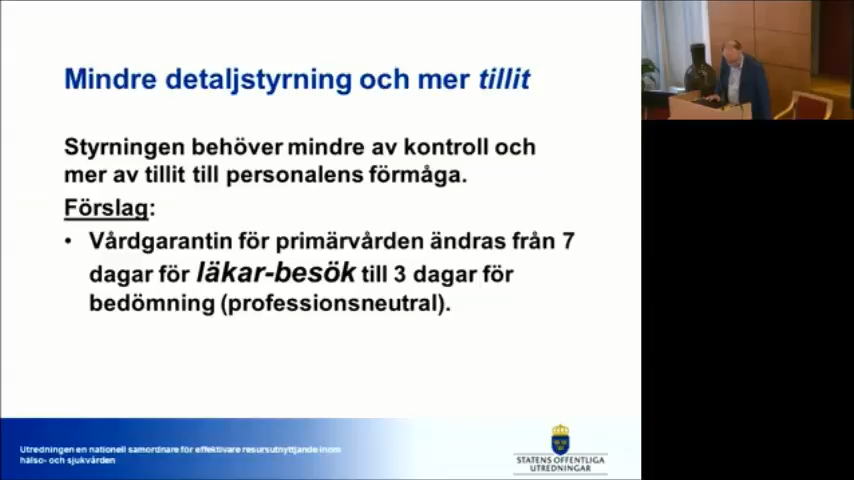 Mindre detaljstyrning och mer tillit
Styrningen behöver mindre av kontroll och
mer av tillit till personalens förmåga.
Förslag:
• Vårdgarantin för primärvården ändras från 7
dagar för läkar-besök till 3 dagar för
bedömning (professionsneutral).
Utredningen en nationell samordnare för effektivare resursutnyttjande inom
hälso- och sjukvården
STATENS OFFENTLIGA
UTREDNINGAR